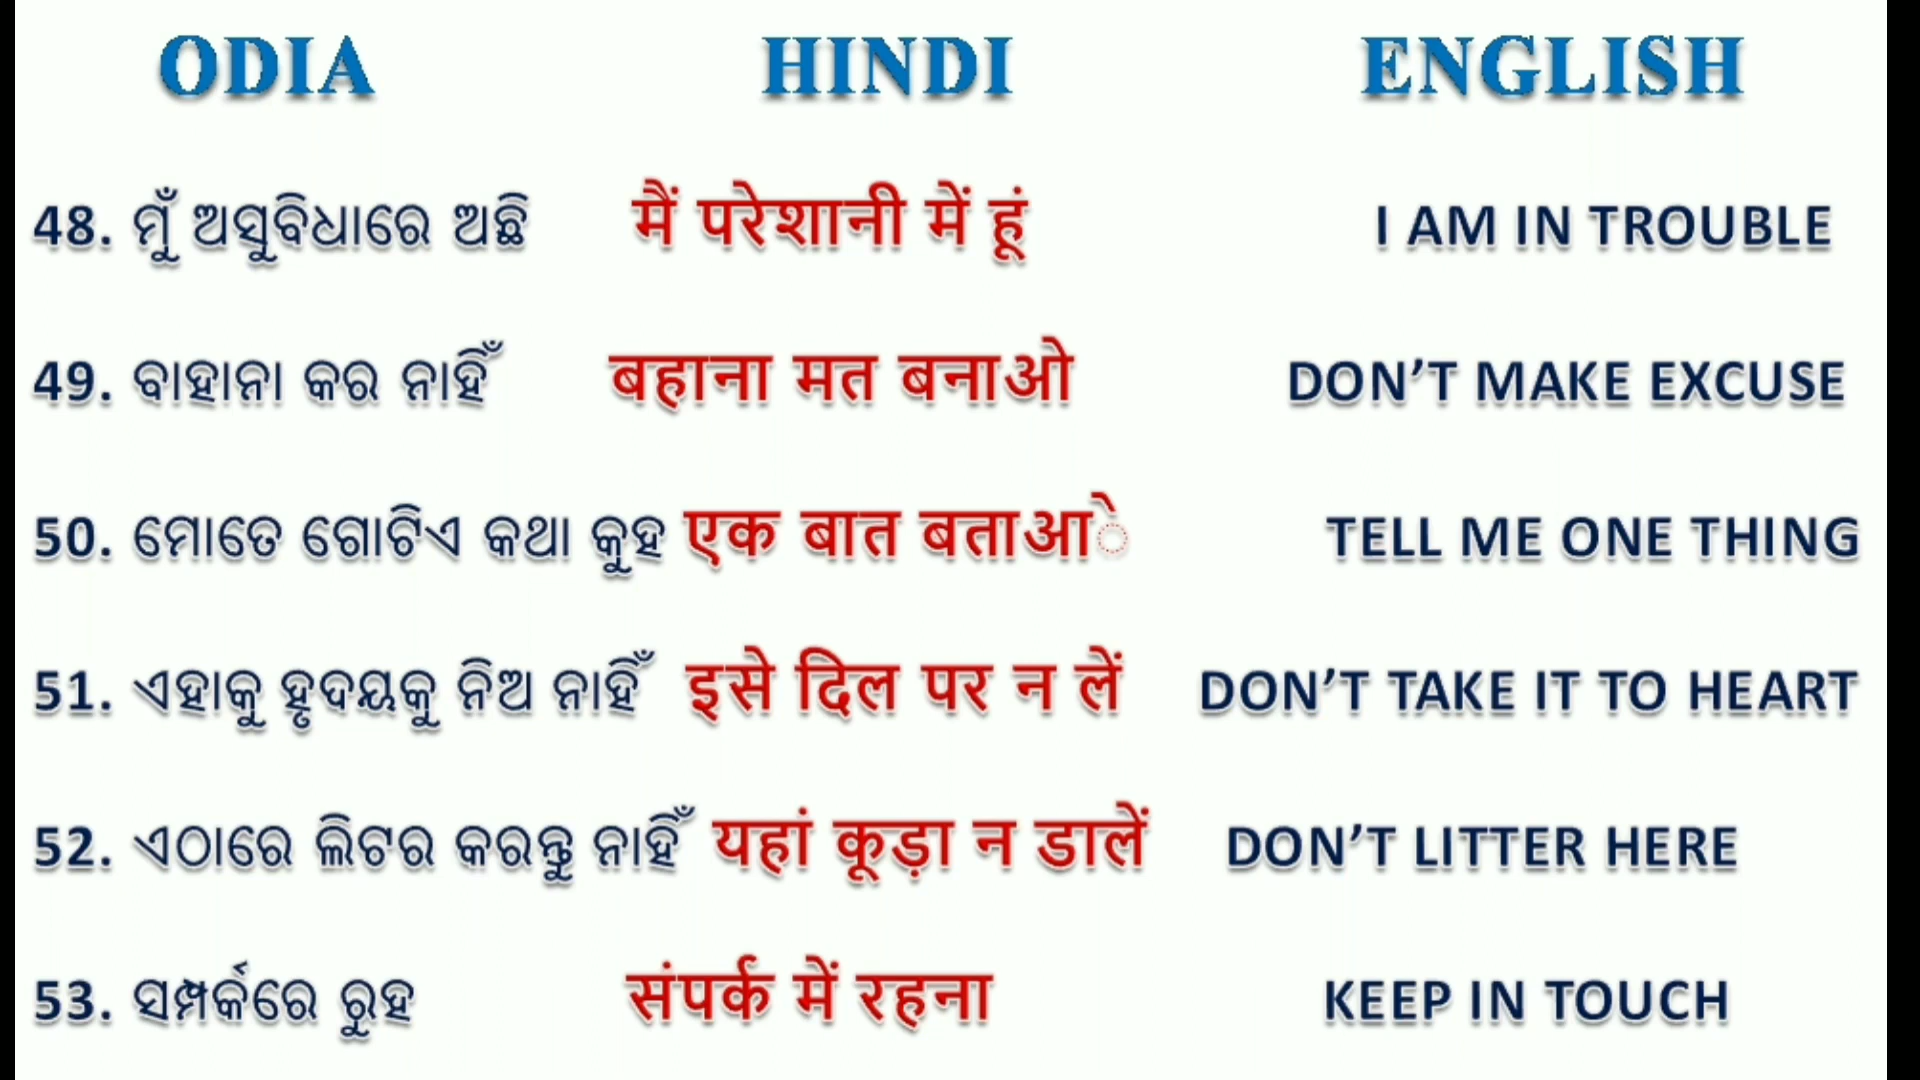 ODIA HINDI ENGLISH
48. ମୁଁ ଅସୁବିଧାରେ ଅଛି मैं परेशानी में हूं I AM IN TROUBLE
49. ବାହାନା କର ନାହିଁ बहाना मत बनाओ DON’T MAKE EXCUSE
50. ମୋତେ ଗୋଟିଏ କଥା କୁହ एक बात बताआे TELL ME ONE THING
51. ଏହାକୁ ହୃଦୟକୁ ନିଅ ନାହିଁ इसे दिल पर न लें DON’T TAKE IT TO HEART
52. ଏଠାରେ ଲିଟର କରନ୍ତୁ ନାହିଁ यहां कूड़ा न डालें DON’T LITTER HERE
53. ସମ୍ପର୍କରେ ରୁହ संपर्क में रहना KEEP IN TOUCH